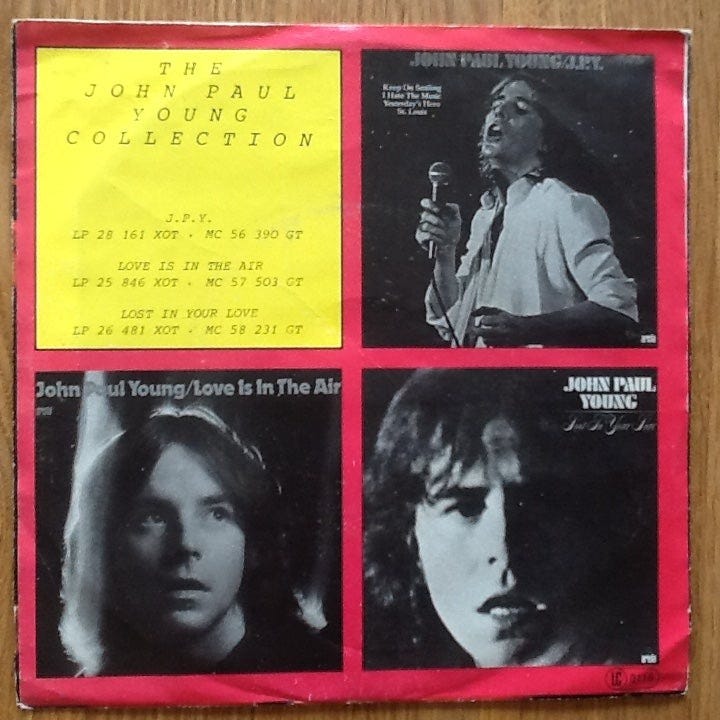 THE
JOHN PAUL
YOUNG
COLLECTION
J.P.Y.
LP 28 161 XOT · MC 56 390 GT
LOVE IS IN THE AIR
LP 25 846 XOT · MC 57 503 GT
LOST IN YOUR LOVE
LP 26 481 XOT · MC 58 231 GT
JOHN PAUL YOUNG/J.P.Y.
Keep On Smiling
I Hate The Music
Yesterday's Hero
St. Louis
John Paul Young/Love Is In The Air
JOHN PAUL
YOUNG
Lost In Your Love
LC